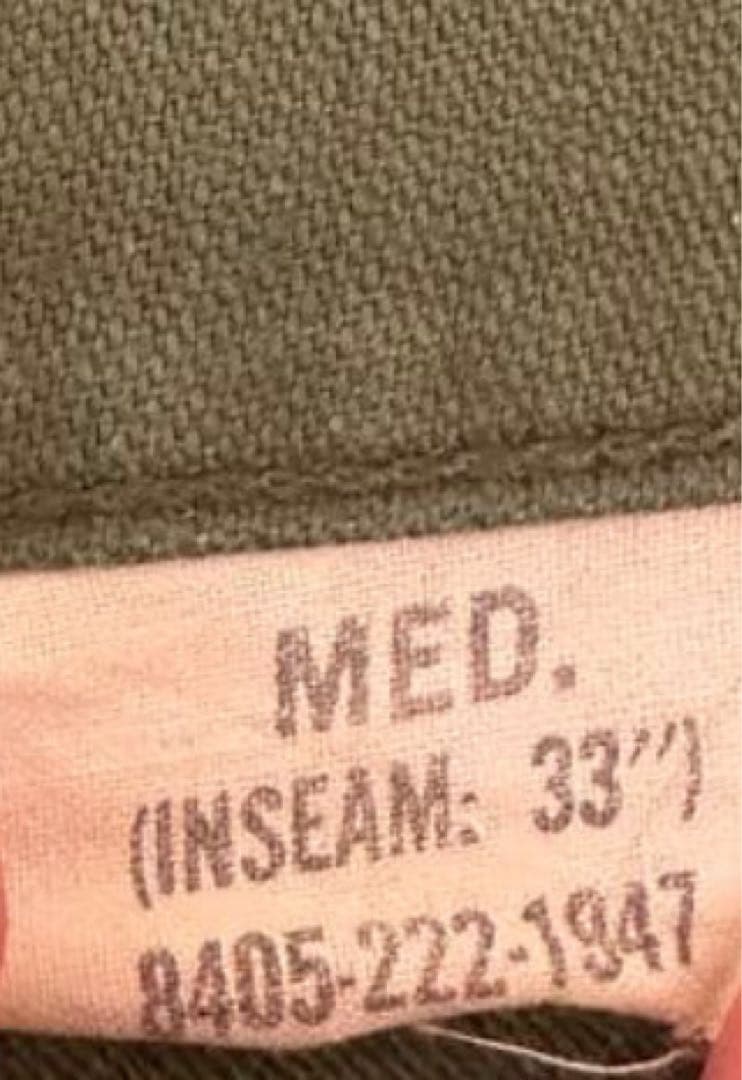 MED.
(INSEAM: 33")
8405-222-1947